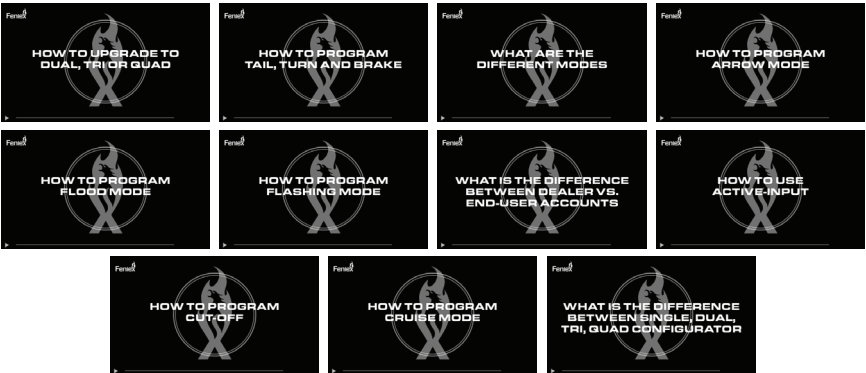 Feniex
HOW TO UPGRADE TO
DUAL, TRI OR QUAD
Feniex
HOW TO PROGRAM
TAIL, TURN AND BRAKE
Feniex
WHAT ARE THE
DIFFERENT MODES
Feniex
HOW TO PROGRAM
ARROW MODE
Feniex
HOW TO PROGRAM
FLOOD MODE
Feniex
HOW TO PROGRAM
FLASHING MODE
Feniex
WHAT IS THE DIFFERENCE
BETWEEN DEALER VS.
END-USER ACCOUNTS
Feniex
HOW TO USE
ACTIVE-INPUT
Feniex
HOW TO PROGRAM
CUT-OFF
Feniex
HOW TO PROGRAM
CRUISE MODE
Feniex
WHAT IS THE DIFFERENCE
BETWEEN SINGLE, DUAL,
TRI, QUAD CONFIGURATOR